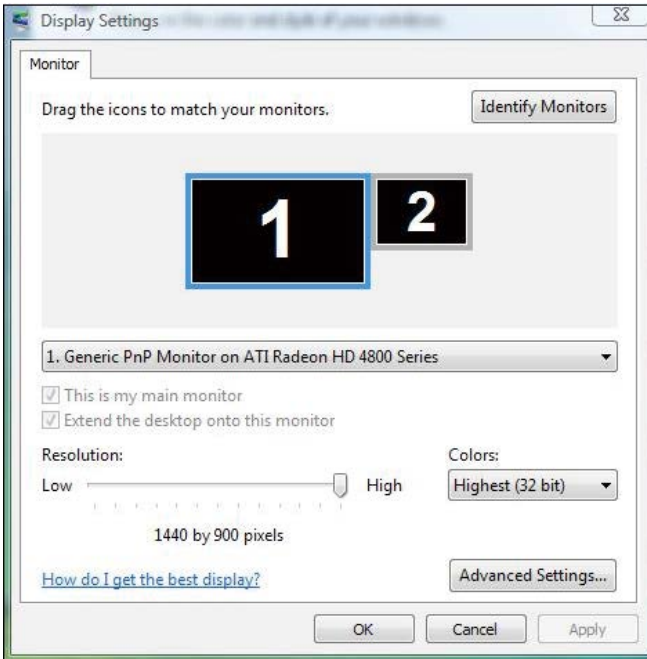 Display Settings
Monitor
Drag the icons to match your monitors.
Identify Monitors
1
2
1. Generic PnP Monitor on ATI Radeon HD 4800 Series
This is my main monitor
Extend the desktop onto this monitor
Resolution:
Colors:
Low
High
Highest (32 bit)
1440 by 900 pixels
How do I get the best display?
Advanced Settings...
OK
Cancel
Apply